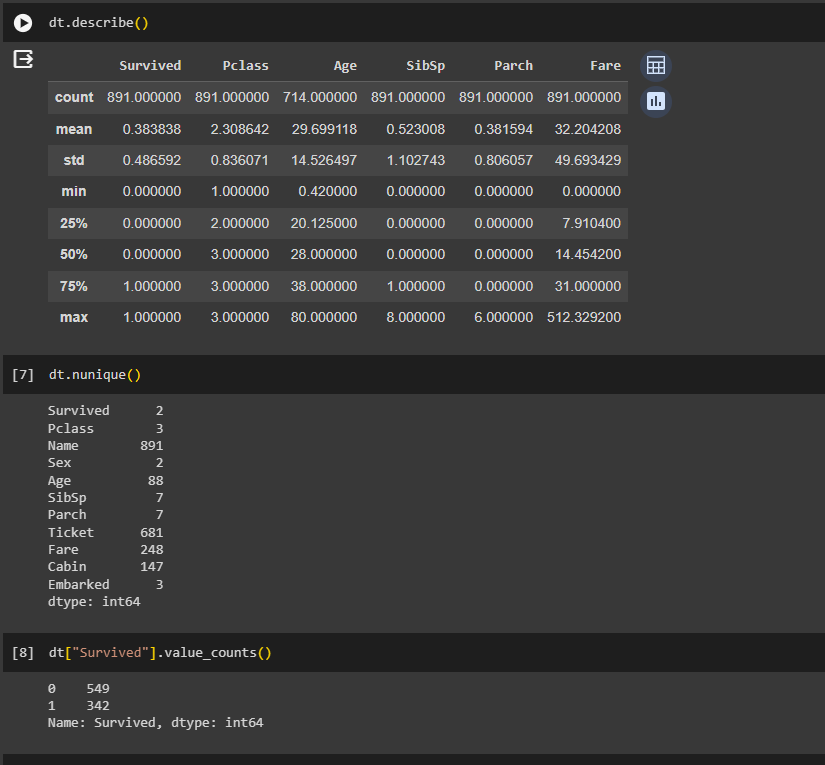 dt.describe()
Survived Pclass Age SibSp Parch Fare
count 891.000000 891.000000 714.000000 891.000000 891.000000 891.000000
mean 0.383838 2.308642 29.699118 0.523008 0.381594 32.204208
std 0.486592 0.836071 14.526497 1.102743 0.806057 49.693429
min 0.000000 1.000000 0.420000 0.000000 0.000000 0.000000
25% 0.000000 2.000000 20.125000 0.000000 0.000000 7.910400
50% 0.000000 3.000000 28.000000 0.000000 0.000000 14.454200
75% 1.000000 3.000000 38.000000 1.000000 0.000000 31.000000
max 1.000000 3.000000 80.000000 8.000000 6.000000 512.329200
[7] dt.nunique()
Survived 2
Pclass 3
Name 891
Sex 2
Age 88
SibSp 7
Parch 7
Ticket 681
Fare 248
Cabin 147
Embarked 3
dtype: int64
[8] dt["Survived"].value_counts()
0 549
1 342
Name: Survived, dtype: int64